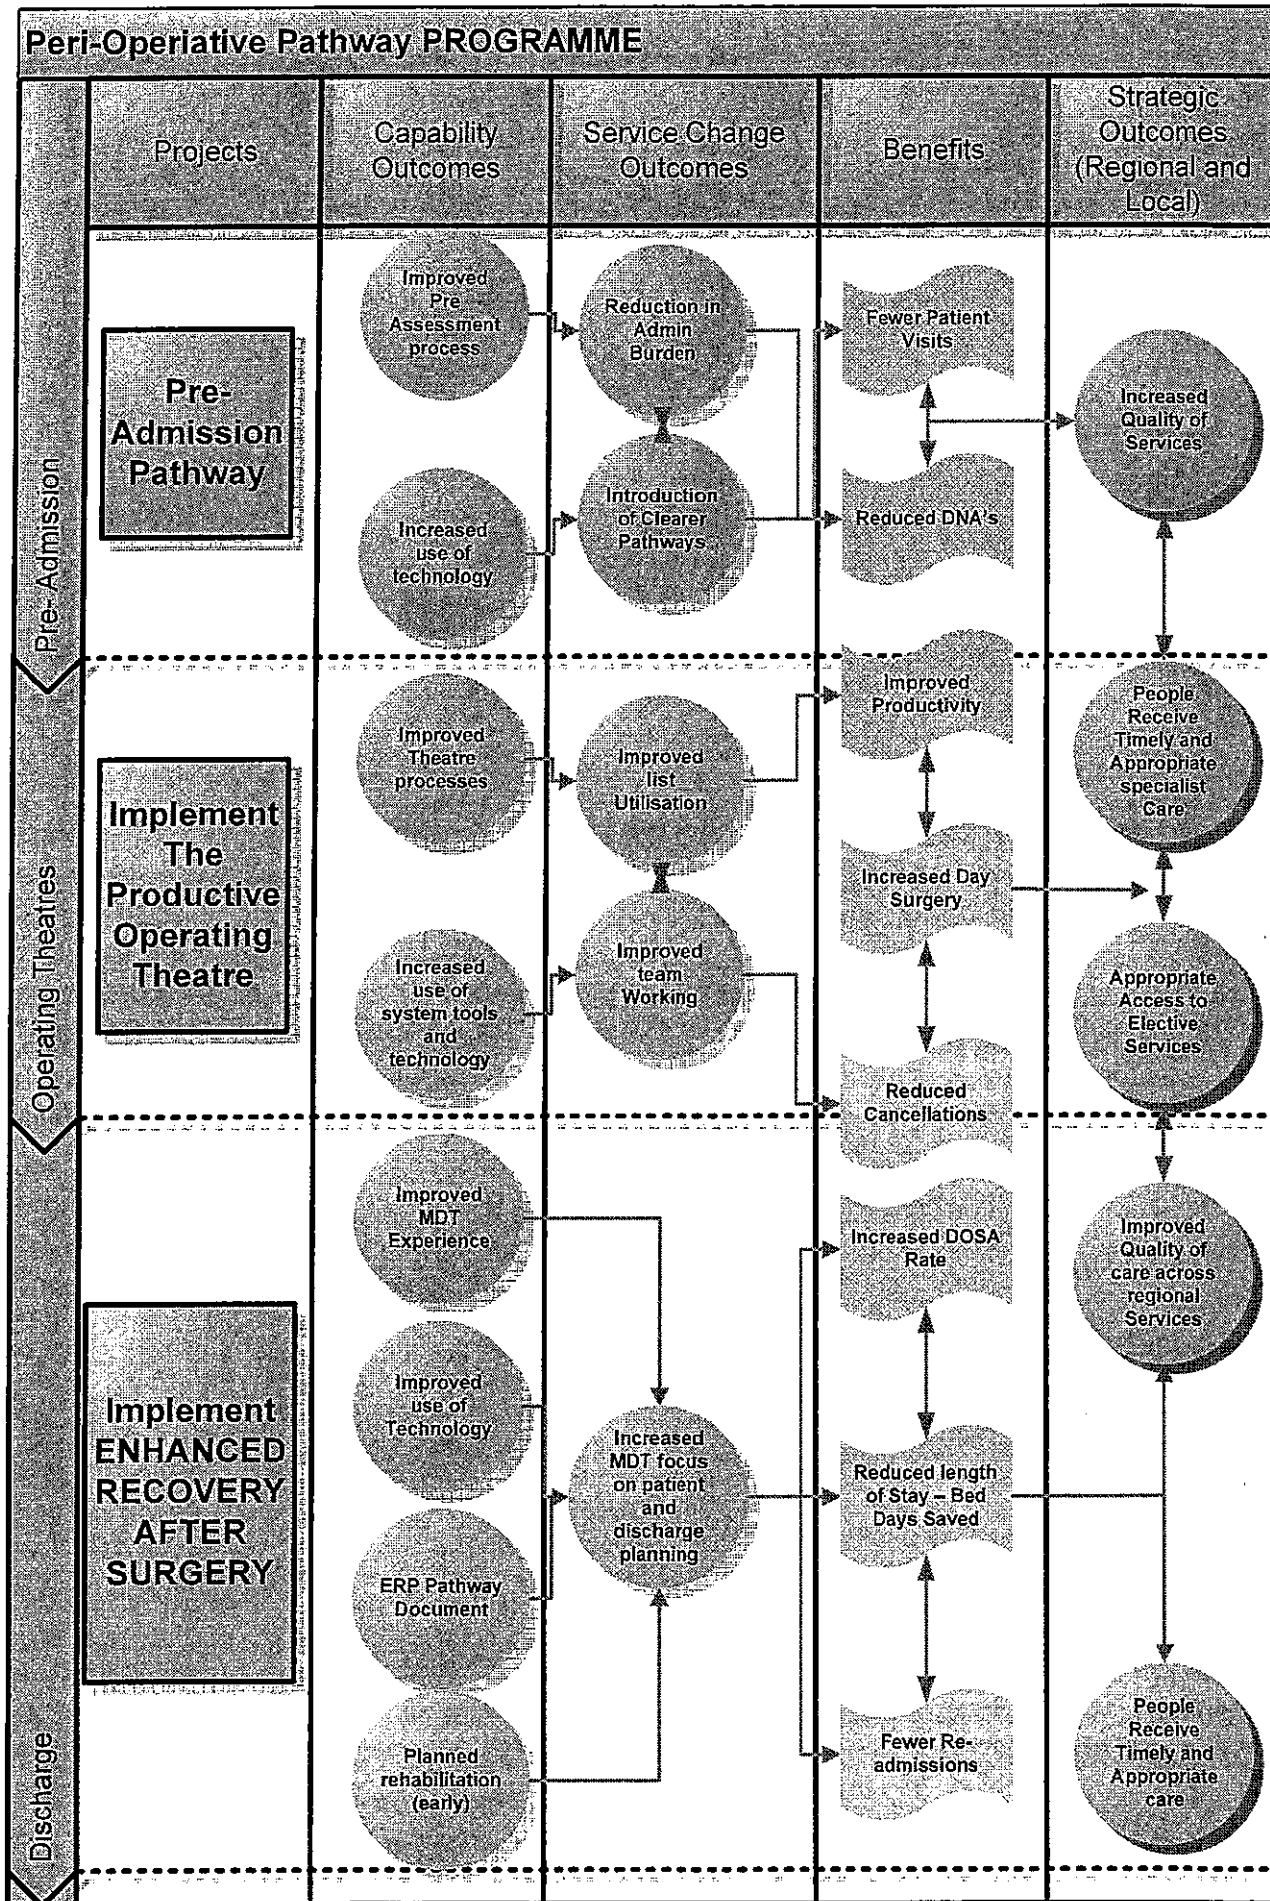 Peri-Operiative Pathway PROGRAMME
Projects
Capability
Outcomes
Service Change
Outcomes
Benefits
Strategic
Outcomes
(Regional and
Local)
Pre- Admission
Pre-
Admission
Pathway
Improved
Pre
Assessment
process
Increased
use of
technology
Reduction in
Admin
Burden
Introduction
of Clearer
Pathways
Fewer Patient
Visits
Reduced DNA's
Increased
Quality of
Services
Operating Theatres
Implement
The
Productive
Operating
Theatre
Improved
Theatre
processes
Increased
use of
system tools
and
technology
Improved
list
Utilisation
Improved
team
Working
Improved
Productivity
Increased Day
Surgery
Reduced
Cancellations
People
Receive
Timely and
Appropriate
specialist
Care
Appropriate
Access to
Elective
Services
Discharge
Implement
ENHANCED
RECOVERY
AFTER
SURGERY
Improved
MDT
Experience
Improved
use of
Technology
ERP Pathway
Document
Planned
rehabilitation
(early)
Increased
MDT focus
on patient
and
discharge
planning
Increased DOSA
Rate
Reduced length
of Stay – Bed
Days Saved
Fewer Re-
admissions
Improved
Quality of
care across
regional
Services
People
Receive
Timely and
Appropriate
care